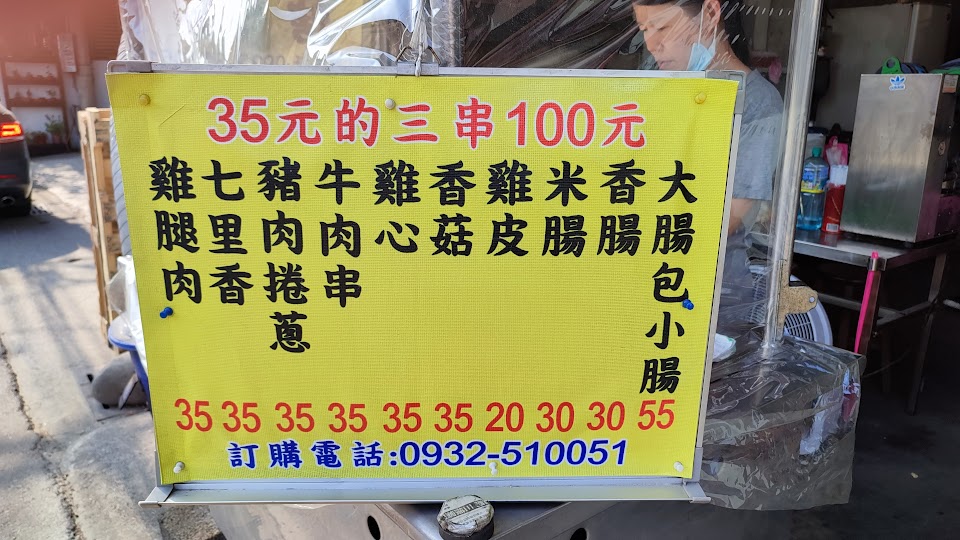 35元的三串100元
大腸包小腸
香腸
米腸
雞皮
香菇
雞心
牛肉串
豬肉捲蔥
七里香
雞腿肉
35 35 35 35 35 35 20 30 30 55
訂購電話:0932-510051